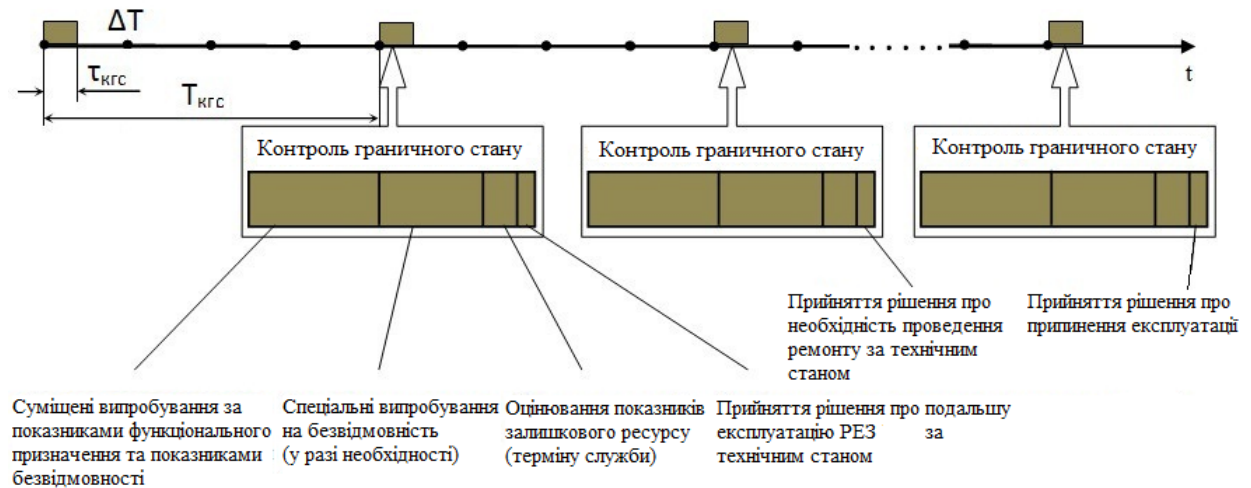 ΔT
τкгс
Tкгс
t
Контроль граничного стану
Контроль граничного стану
Контроль граничного стану
Прийняття рішення про
необхідність проведення
ремонту за технічним
станом
Прийняття рішення про
припинення експлуатації
Суміщені випробування за
показниками функціонального
призначення та показниками
безвідмовності
Спеціальні випробування
на безвідмовність
(у разі необхідності)
Оцінювання показників
залишкового ресурсу
(терміну служби)
Прийняття рішення про подальшу
експлуатацію РЕЗ за
технічним станом